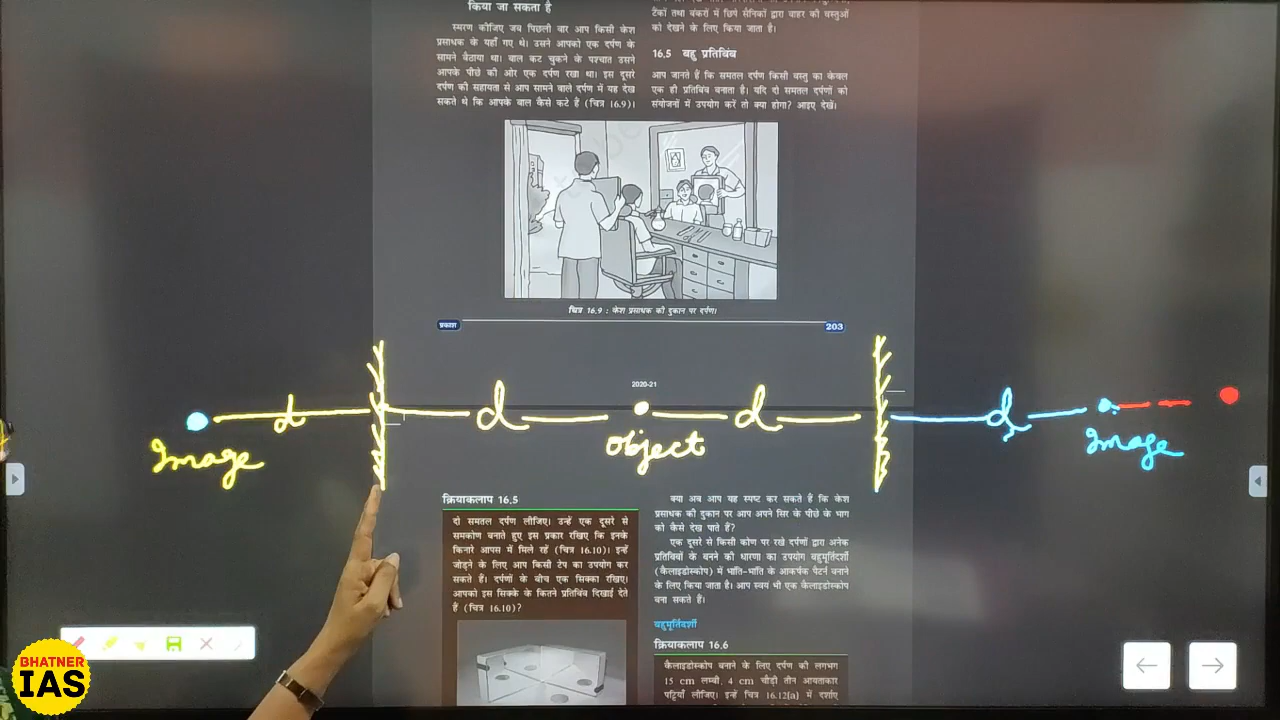 किया जा सकता है
स्मरण कीजिए जब पिछली बार आप किसी केश
प्रसाधक के यहाँ गए थे। उसने आपको एक दर्पण के
सामने बैठाया था। बाल कट चुकने के पश्चात उसने
आपके पीछे की ओर एक दर्पण रखा था। इस दूसरे
दर्पण की सहायता से आप सामने वाले दर्पण में यह देख
सकते थे कि आपके बाल कैसे कटे हैं (चित्र 16.9)।
टैंकों तथा बंकरों में छिपे सैनिकों द्वारा बाहर की वस्तुओं
को देखने के लिए किया जाता है।
16.5 बहु प्रतिबिंब
आप जानते हैं कि समतल दर्पण किसी वस्तु का केवल
एक ही प्रतिबिंब बनाता है। यदि दो समतल दर्पणों को
संयोजनों में उपयोग करें तो क्या होगा? आइए देखें।
चित्र 16.9 : केश प्रसाधक की दुकान पर दर्पण।
प्रकाश
203
2020-21
d d d d
Image object Image
क्रियाकलाप 16.5
दो समतल दर्पण लीजिए। उन्हें एक दूसरे से
समकोण बनाते हुए इस प्रकार रखिए कि इनके
किनारे आपस में मिले रहें (चित्र 16.10)। इन्हें
जोड़ने के लिए आप किसी टेप का उपयोग कर
सकते हैं। दर्पणों के बीच एक सिक्का रखिए।
आपको इस सिक्के के कितने प्रतिबिंब दिखाई देते
हैं (चित्र 16.10)?
क्या अब आप यह स्पष्ट कर सकते हैं कि केश
प्रसाधक की दुकान पर आप अपने सिर के पीछे के भाग
को कैसे देख पाते हैं?
एक दूसरे से किसी कोण पर रखे दर्पणों द्वारा अनेक
प्रतिबिंबों के बनने की धारणा का उपयोग बहुमूर्तिदर्शी
(कैलाइडोस्कोप) में भाँति-भाँति के आकर्षक पैटर्न बनाने
के लिए किया जाता है। आप स्वयं भी एक कैलाइडोस्कोप
बना सकते हैं।
बहुमूर्तिदर्शी
क्रियाकलाप 16.6
कैलाइडोस्कोप बनाने के लिए दर्पण की लगभग
15 cm लम्बी, 4 cm चौड़ी तीन आयताकार
पट्टियाँ लीजिए। इन्हें चित्र 16.12(a) में दर्शाए
BHATNER
IAS